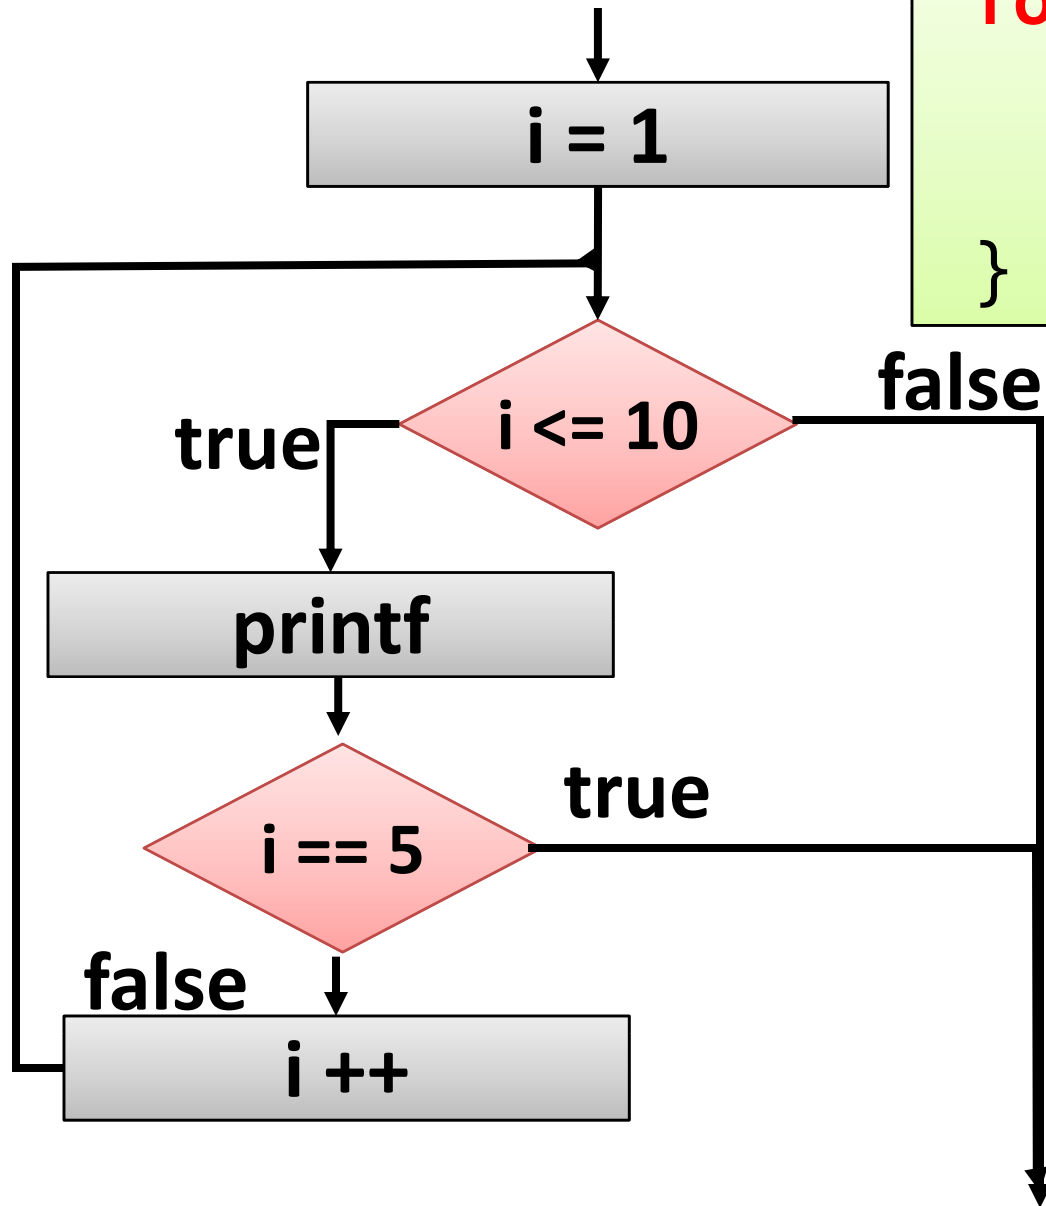 i = 1
}
false
i <= 10
true
printf
true
i == 5
false
i ++